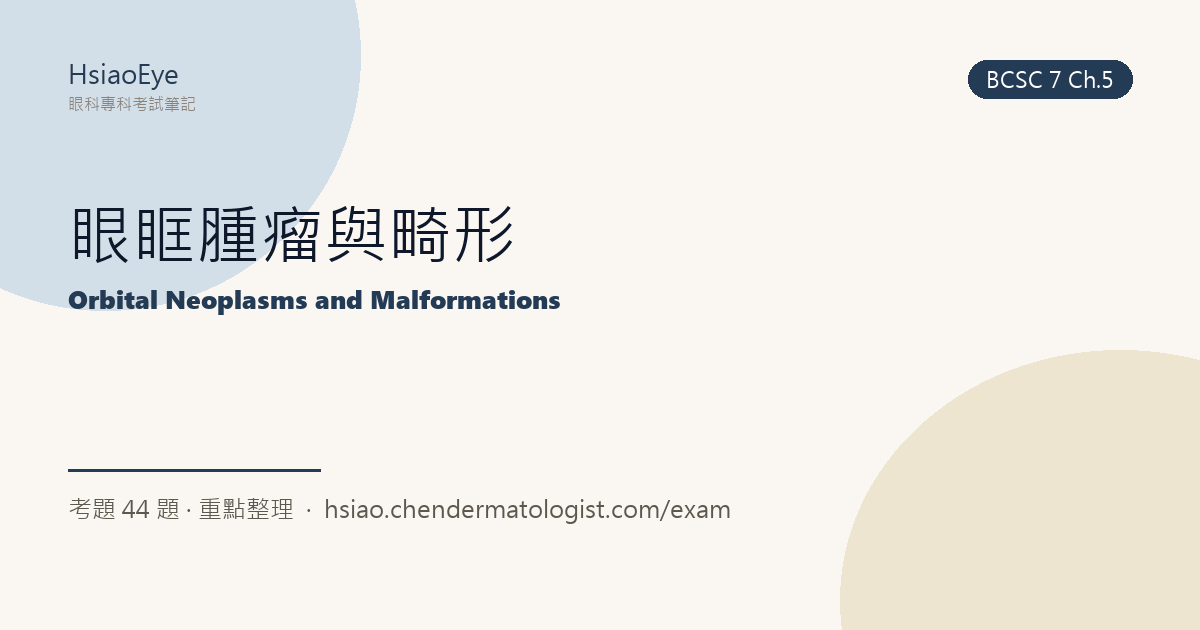 HsiaoEye
眼科專科考試筆記
BCSC 7 Ch.5
眼眶腫瘤與畸形
Orbital Neoplasms and Malformations
考題 44 題 · 重點整理 · hsiao.chendermatologist.com/exam